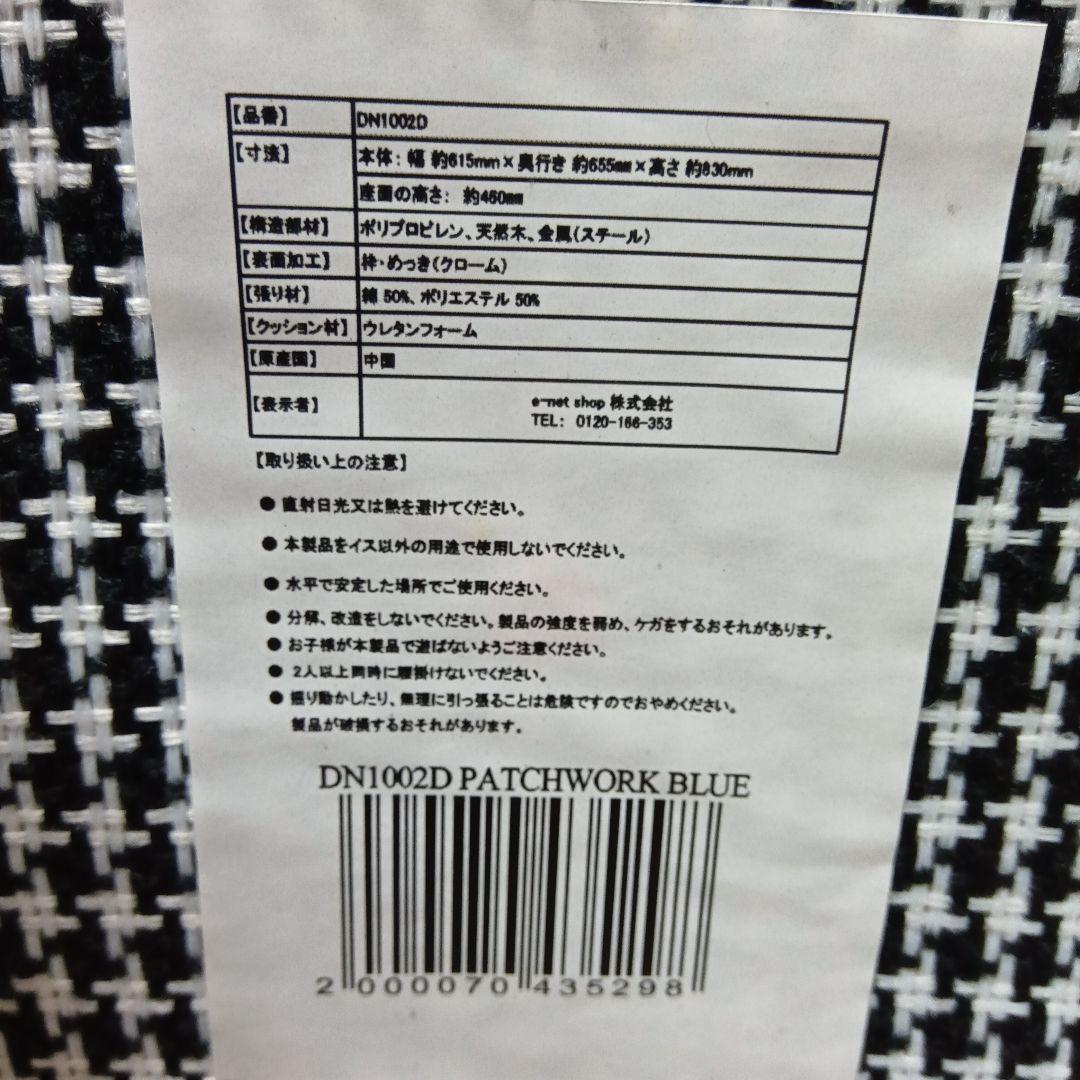 【品番】 DN1002D
【寸法】 本体: 幅 約615mm×奥行き 約655mm×高さ 約830mm
座面の高さ: 約460mm
【構造部材】 ポリプロピレン、天然木、金属(スチール)
【表面加工】 枠・めっき(クローム)
【張り材】 綿 50%、ポリエステル 50%
【クッション材】 ウレタンフォーム
【原産国】 中国
【表示者】 e-net shop 株式会社
TEL: 0120-166-353
【取り扱い上の注意】
● 直射日光又は熱を避けてください。
● 本製品をイス以外の用途で使用しないでください。
● 水平で安定した場所でご使用ください。
● 分解、改造をしないでください。製品の強度を弱め、ケガをするおそれがあります。
● お子様が本製品で遊ばないようご注意ください。
● 2人以上同時に腰掛けないでください。
● 揺り動かしたり、無理に引っ張ることは危険ですのでおやめください。
製品が破損するおそれがあります。
DN1002D PATCHWORK BLUE
2 000070 435298